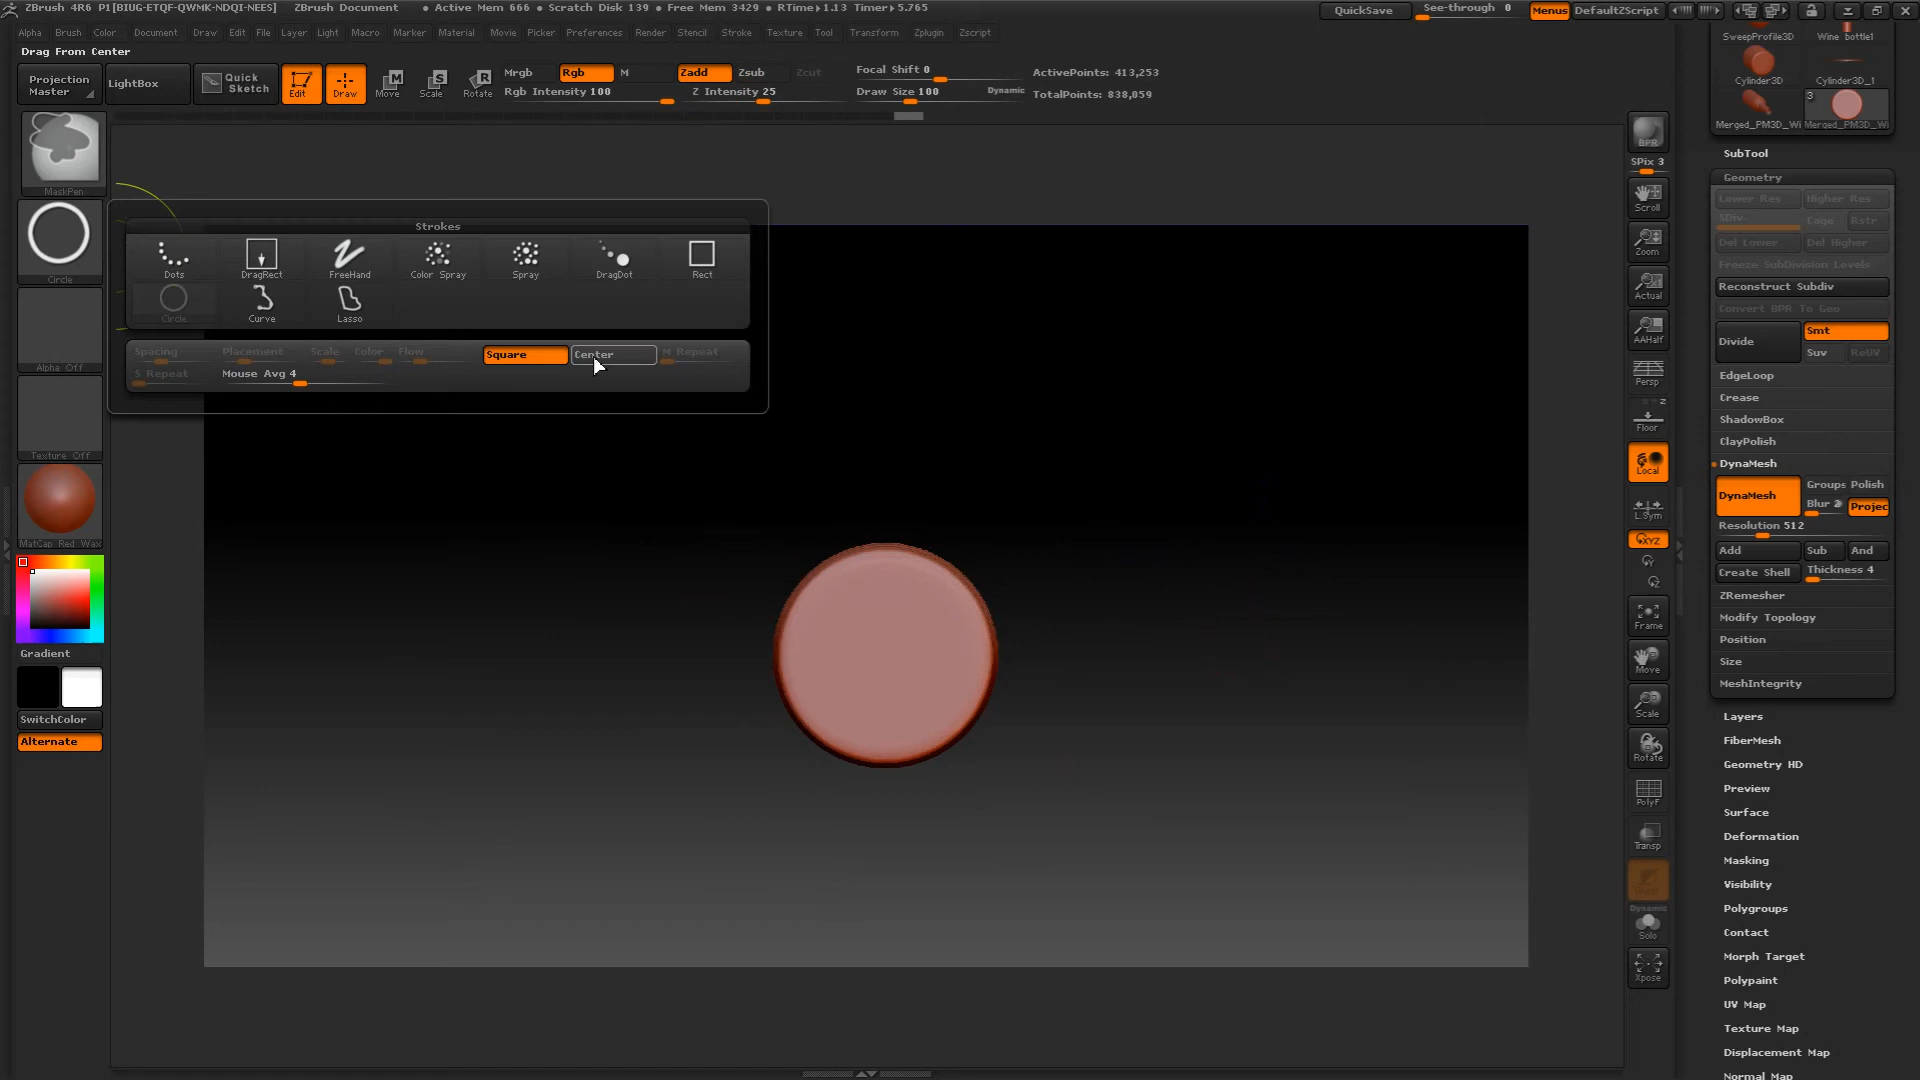 ZBrush 4R6 P1[BIUG-ETQF-QWMK-NDQI-NEES] ZBrush Document • Active Mem 666 • Scratch Disk 139 • Free Mem 3429 • RTime▸1.13 Timer▸5.765 QuickSave See-through 0 Menus DefaultZScript
Alpha Brush Color Document Draw Edit File Layer Light Macro Marker Material Movie Picker Preferences Render Stencil Stroke Texture Tool Transform Zplugin Zscript
Drag From Center
Projection Master
LightBox
Quick Sketch
Edit
Draw
Move
Scale
Rotate
Mrgb Rgb M Zadd Zsub Zcut
Rgb Intensity 100 Z Intensity 25
Focal Shift 0
Draw Size 100 Dynamic
ActivePoints: 413,253
TotalPoints: 838,059
MaskPen
Circle
Alpha Off
Texture Off
MatCap Red Wax
Gradient
SwitchColor
Alternate
Strokes
Dots DragRect FreeHand Color Spray Spray DragDot Rect
Circle Curve Lasso
Spacing Placement Scale Color Flow Square Center M Repeat
S Repeat Mouse Avg 4
BPR
SPix 3
Scroll
Zoom
Actual
AAHalf
Persp
Floor
Local
L.Sym
XYZ
Frame
Move
Scale
Rotate
PolyF
Transp
Dynamic
Solo
Xpose
SweepProfile3D Wine bottle1
Cylinder3D Cylinder3D_1
3
Merged_PM3D_Wi Merged_PM3D_Wi
SubTool
Geometry
Lower Res Higher Res
SDiv Cage Rstr
Del Lower Del Higher
Freeze SubDivision Levels
Reconstruct Subdiv
Convert BPR To Geo
Divide Smt
Suv ReUV
EdgeLoop
Crease
ShadowBox
ClayPolish
DynaMesh
DynaMesh Groups Polish
Blur 2 Projec
Resolution 512
Add Sub And
Create Shell Thickness 4
ZRemesher
Modify Topology
Position
Size
MeshIntegrity
Layers
FiberMesh
Geometry HD
Preview
Surface
Deformation
Masking
Visibility
Polygroups
Contact
Morph Target
Polypaint
UV Map
Texture Map
Displacement Map
Normal Map